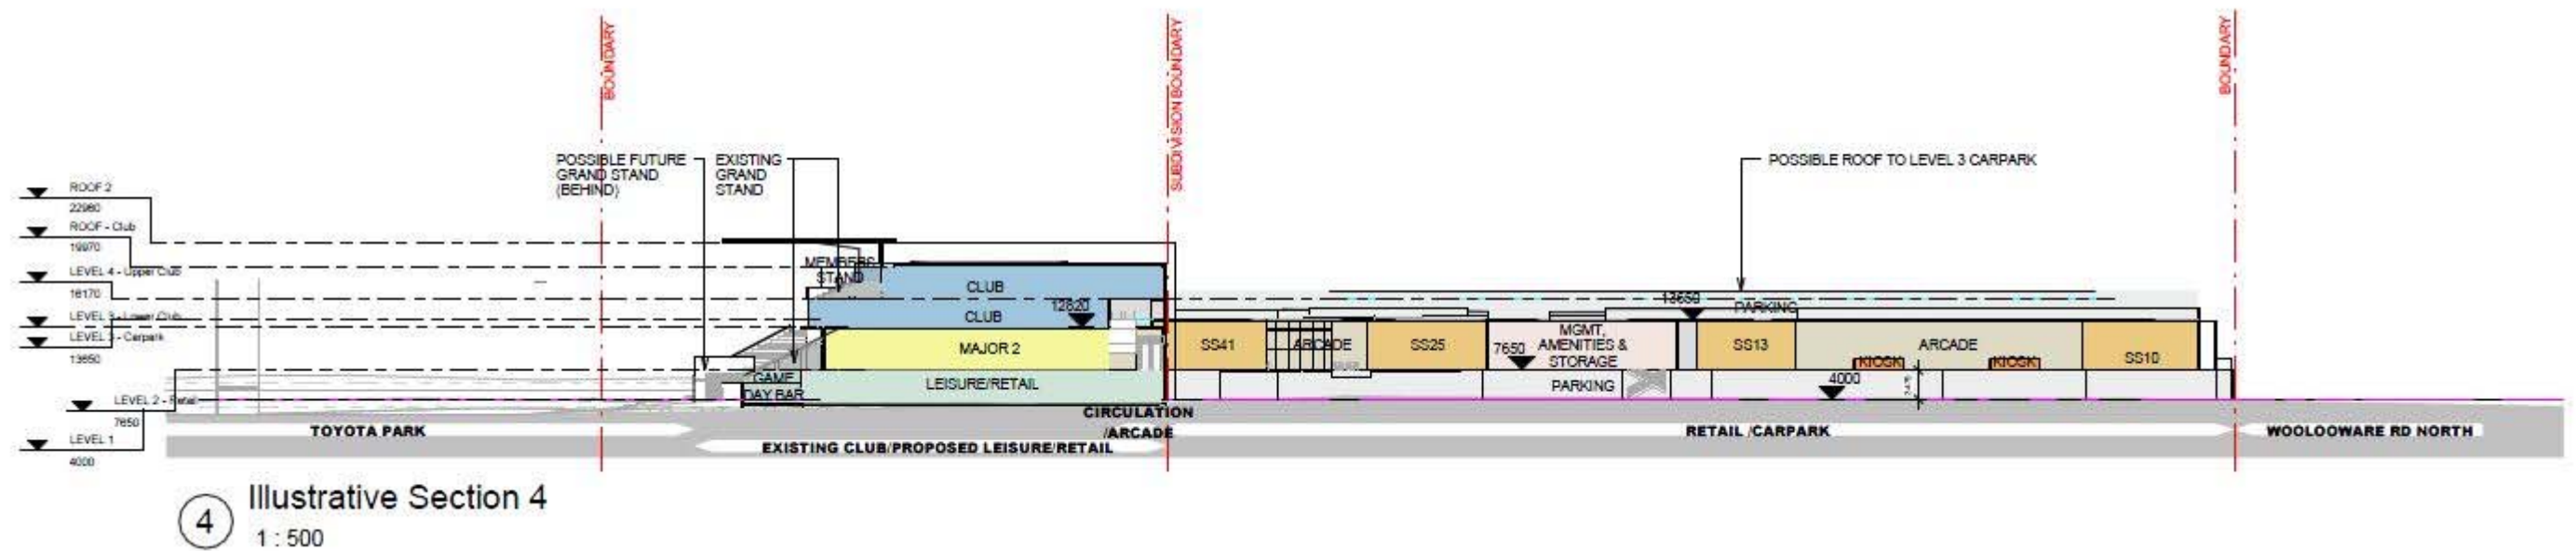 BOUNDARY
SUBDIVISION BOUNDARY
BOUNDARY
POSSIBLE FUTURE
GRAND STAND
(BEHIND)
EXISTING
GRAND
STAND
POSSIBLE ROOF TO LEVEL 3 CARPARK
ROOF 2
22980
ROOF - Club
19970
LEVEL 4 - Upper Club
16170
LEVEL 3 - Lower Club
LEVEL 3 - Carpark
13650
LEVEL 2 - Retail
7650
LEVEL 1
4000
MEMBERS
STAND
CLUB
CLUB
12820
MAJOR 2
LEISURE/RETAIL
GAME
DAY BAR
SS41
ARCADE
SS25
7650
MGMT,
AMENITIES &
STORAGE
PARKING
13650
PARKING
SS13
ARCADE
KIOSK
KIOSK
SS10
4000
CIRCULATION
/ARCADE
TOYOTA PARK
EXISTING CLUB/PROPOSED LEISURE/RETAIL
RETAIL /CARPARK
WOOLOOWARE RD NORTH
4
Illustrative Section 4
1 : 500